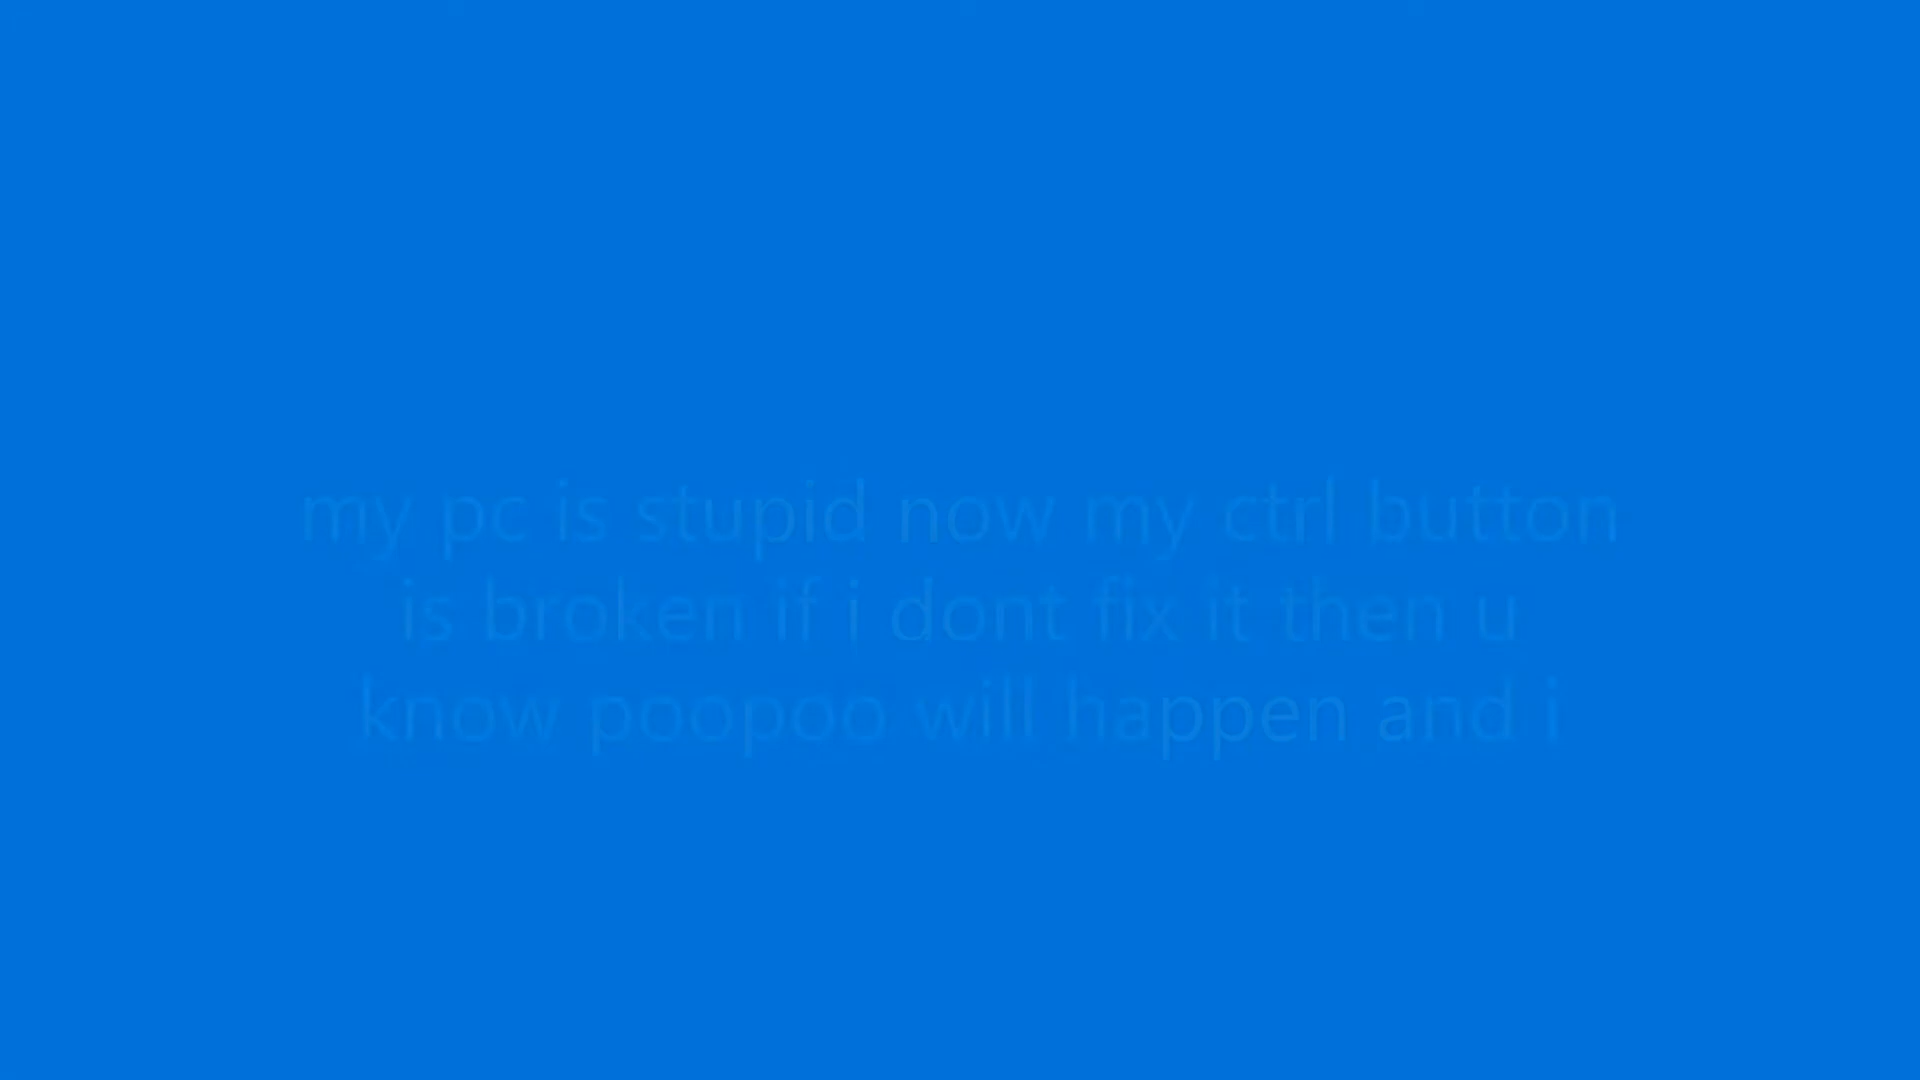 my pc is stupid now my ctrl button
is broken if i dont fix it then u
know poopoo will happen and i